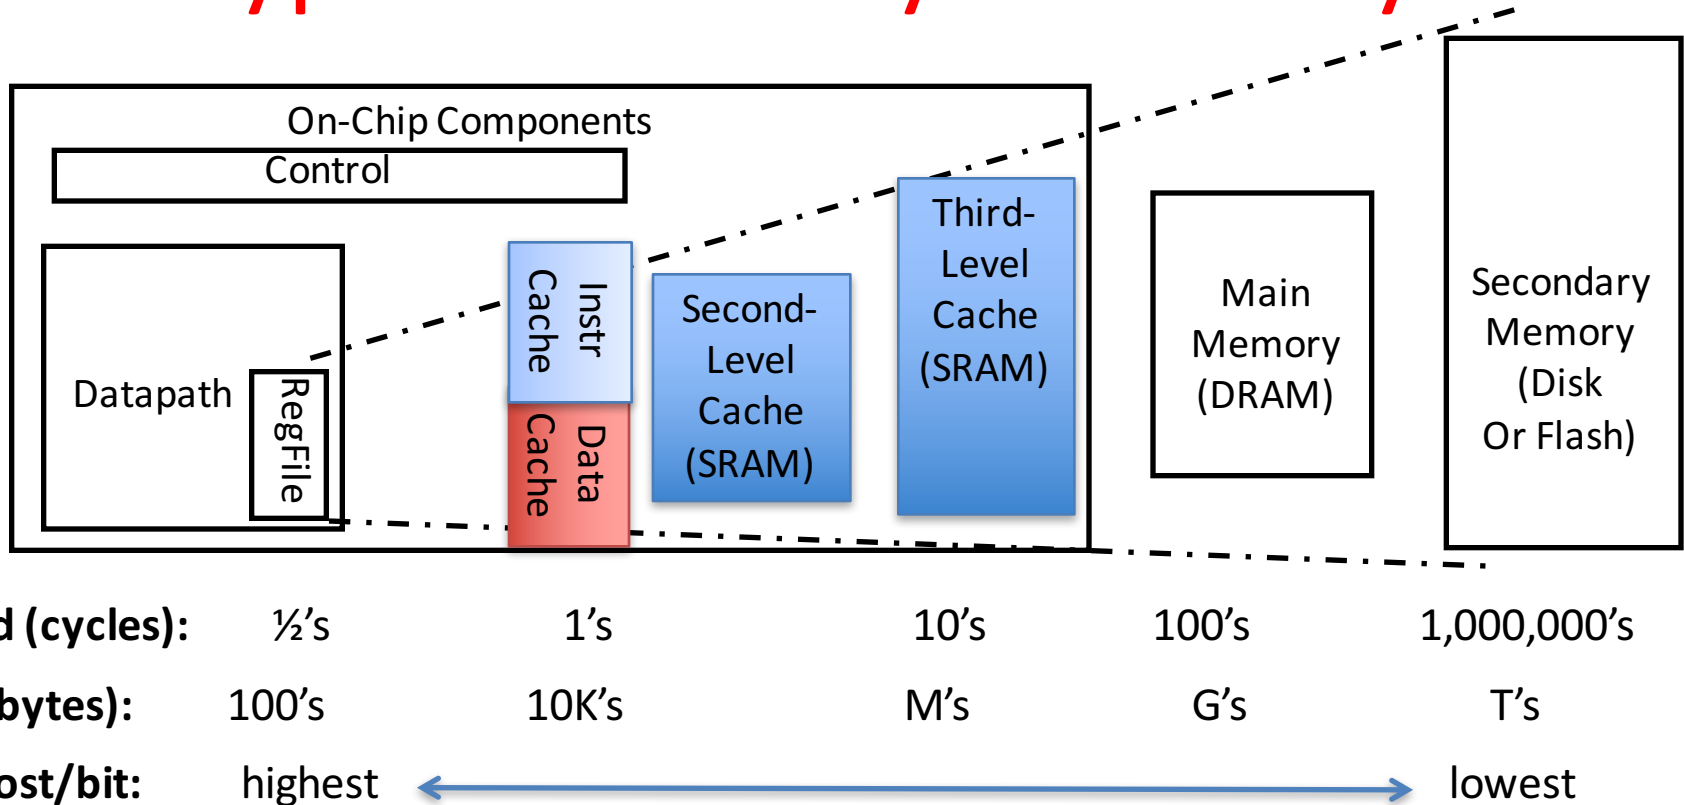 On-Chip Components
Control
Datapath
RegFile
Instr
Cache
Data
Cache
Second-
Level
Cache
(SRAM)
Third-
Level
Cache
(SRAM)
Main
Memory
(DRAM)
Secondary
Memory
(Disk
Or Flash)
(cycles): ½’s 1’s 10’s 100’s 1,000,000’s
bytes): 100’s 10K’s M’s G’s T’s
ost/bit: highest lowest